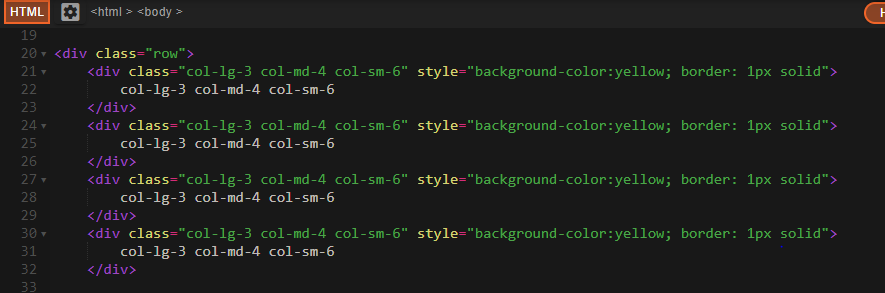 HTML <html > <body > H
19
20 <div class="row">
21 <div class="col-lg-3 col-md-4 col-sm-6" style="background-color:yellow; border: 1px solid">
22 col-lg-3 col-md-4 col-sm-6
23 </div>
24 <div class="col-lg-3 col-md-4 col-sm-6" style="background-color:yellow; border: 1px solid">
25 col-lg-3 col-md-4 col-sm-6
26 </div>
27 <div class="col-lg-3 col-md-4 col-sm-6" style="background-color:yellow; border: 1px solid">
28 col-lg-3 col-md-4 col-sm-6
29 </div>
30 <div class="col-lg-3 col-md-4 col-sm-6" style="background-color:yellow; border: 1px solid">
31 col-lg-3 col-md-4 col-sm-6
32 </div>
33